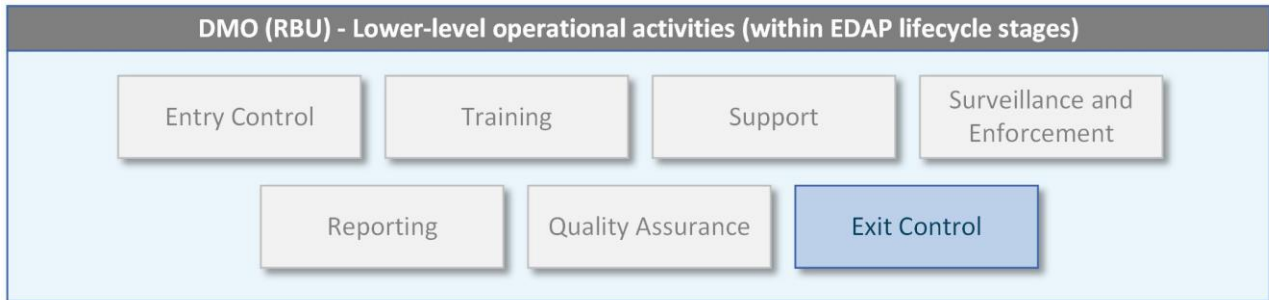 DMO (RBU) - Lower-level operational activities (within EDAP lifecycle stages)
Entry Control
Training
Support
Surveillance and
Enforcement
Reporting
Quality Assurance
Exit Control